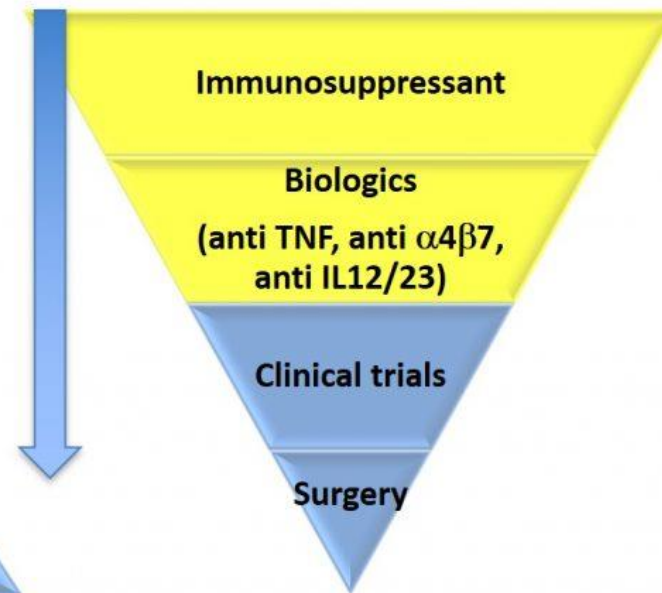 Immunosuppressant
Biologics
(anti TNF, anti α4β7,
anti IL12/23)
Clinical trials
Surgery